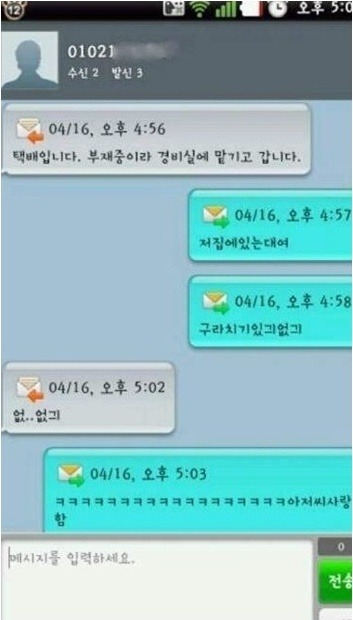 12
오후 5:0
01021
수신 2 발신 3
04/16, 오후 4:56
택배입니다. 부재중이라 경비실에 맡기고 갑니다.
04/16, 오후 4:57
저집에있는대여
04/16, 오후 4:58
구라치기있긔없긔
04/16, 오후 5:02
없..없긔
04/16, 오후 5:03
ㅋㅋㅋㅋㅋㅋㅋㅋㅋㅋㅋㅋㅋㅋㅋㅋㅋㅋ아저씨사랑
함
메시지를 입력하세요.
0
전송